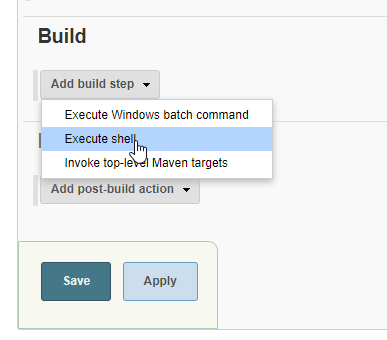 Build
Add build step
Execute Windows batch command
Execute shell
Invoke top-level Maven targets
Add post-build action
Save
Apply